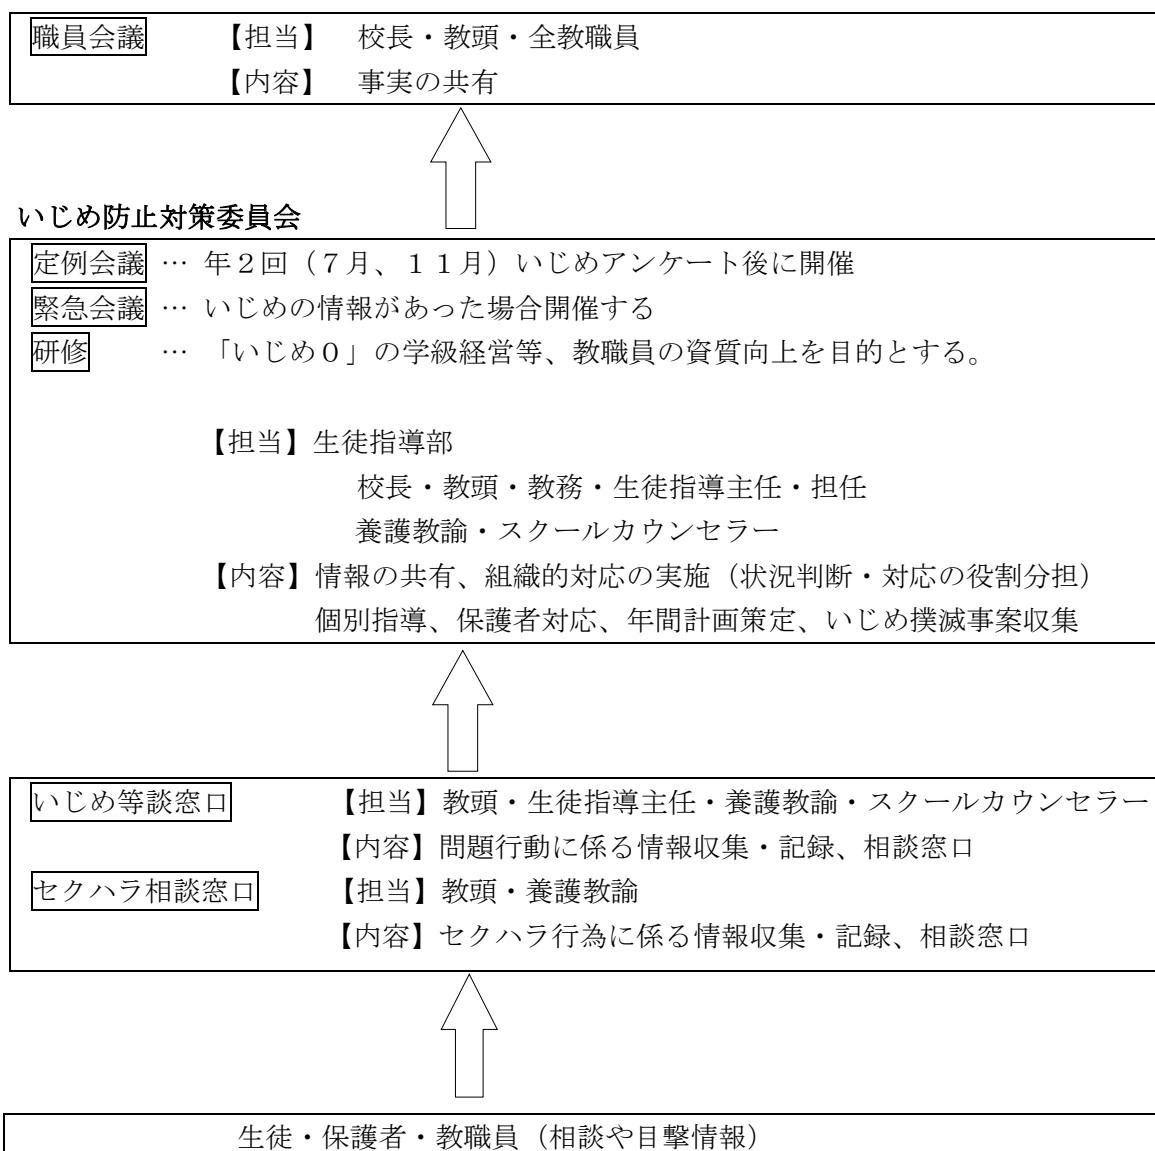 職員会議 【担当】 校長・教頭・全教職員
【内容】 事実の共有
いじめ防止対策委員会
定例会議 … 年２回（７月、１１月）いじめアンケート後に開催
緊急会議 … いじめの情報があった場合開催する
研修 … 「いじめ０」の学級経営等、教職員の資質向上を目的とする。
【担当】生徒指導部
校長・教頭・教務・生徒指導主任・担任
養護教諭・スクールカウンセラー
【内容】情報の共有、組織的対応の実施（状況判断・対応の役割分担）
個別指導、保護者対応、年間計画策定、いじめ撲滅事案収集
いじめ等談窓口 【担当】教頭・生徒指導主任・養護教諭・スクールカウンセラー
【内容】問題行動に係る情報収集・記録、相談窓口
セクハラ相談窓口 【担当】教頭・養護教諭
【内容】セクハラ行為に係る情報収集・記録、相談窓口
生徒・保護者・教職員（相談や目撃情報）